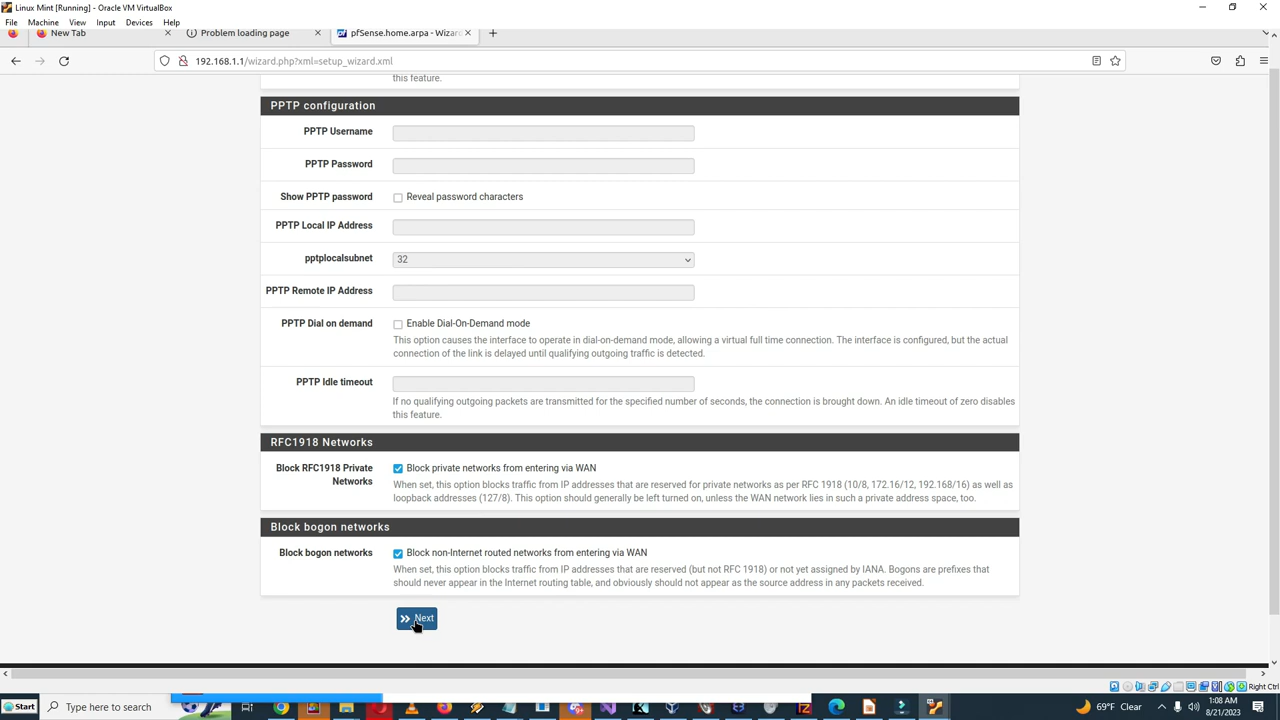 Linux Mint [Running] - Oracle VM VirtualBox
File Machine View Input Devices Help
New Tab
Problem loading page
pfSense.home.arpa - Wizar
192.168.1.1/wizard.php?xml=setup_wizard.xml
this feature.
PPTP configuration
PPTP Username
PPTP Password
Show PPTP password
Reveal password characters
PPTP Local IP Address
pptplocalsubnet
32
PPTP Remote IP Address
PPTP Dial on demand
Enable Dial-On-Demand mode
This option causes the interface to operate in dial-on-demand mode, allowing a virtual full time connection. The interface is configured, but the actual
connection of the link is delayed until qualifying outgoing traffic is detected.
PPTP Idle timeout
If no qualifying outgoing packets are transmitted for the specified number of seconds, the connection is brought down. An idle timeout of zero disables
this feature.
RFC1918 Networks
Block RFC1918 Private
Networks
Block private networks from entering via WAN
When set, this option blocks traffic from IP addresses that are reserved for private networks as per RFC 1918 (10/8, 172.16/12, 192.168/16) as well as
loopback addresses (127/8). This option should generally be left turned on, unless the WAN network lies in such a private address space, too.
Block bogon networks
Block bogon networks
Block non-Internet routed networks from entering via WAN
When set, this option blocks traffic from IP addresses that are reserved (but not RFC 1918) or not yet assigned by IANA. Bogons are prefixes that
should never appear in the Internet routing table, and obviously should not appear as the source address in any packets received.
Next
Right Ctrl
Start
Type here to search
69°F Clear
1:08 AM
8/21/2023